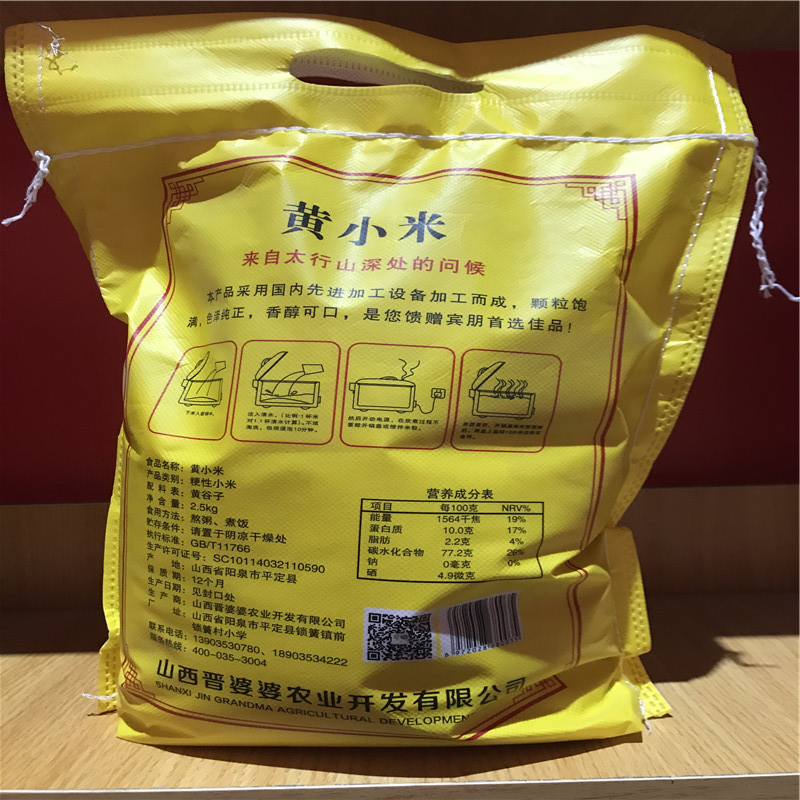 黄小米
来自太行山深处的问候
本产品采用国内先进加工设备加工而成，颗粒饱
满，色泽纯正，香醇可口，是您馈赠宾朋首选佳品！
食品名称：黄小米
产品类别：粳性小米
配料表：黄谷子
净含量：2.5kg
食用方法：熬粥、煮饭
贮存条件：请置于阴凉干燥处
执行标准：GB/T11766
生产许可证号：SC10114032110590
产地：山西省阳泉市平定县
保质期：12个月
生产日期：见封口处
生产商：山西晋婆婆农业开发有限公司
厂址：山西省阳泉市平定县锁簧镇前
锁簧村小学
联系电话：13903530780、18903534222
服务热线：400-035-3004
营养成分表
项目 每100克 NRV%
能量 1564千焦 19%
蛋白质 10.0克 17%
脂肪 2.2克 4%
碳水化合物 77.2克 26%
钠 0毫克 0%
硒 4.9微克
山西晋婆婆农业开发有限公司
SHANXI JIN GRANDMA AGRICULTURAL DEVELOPMEN